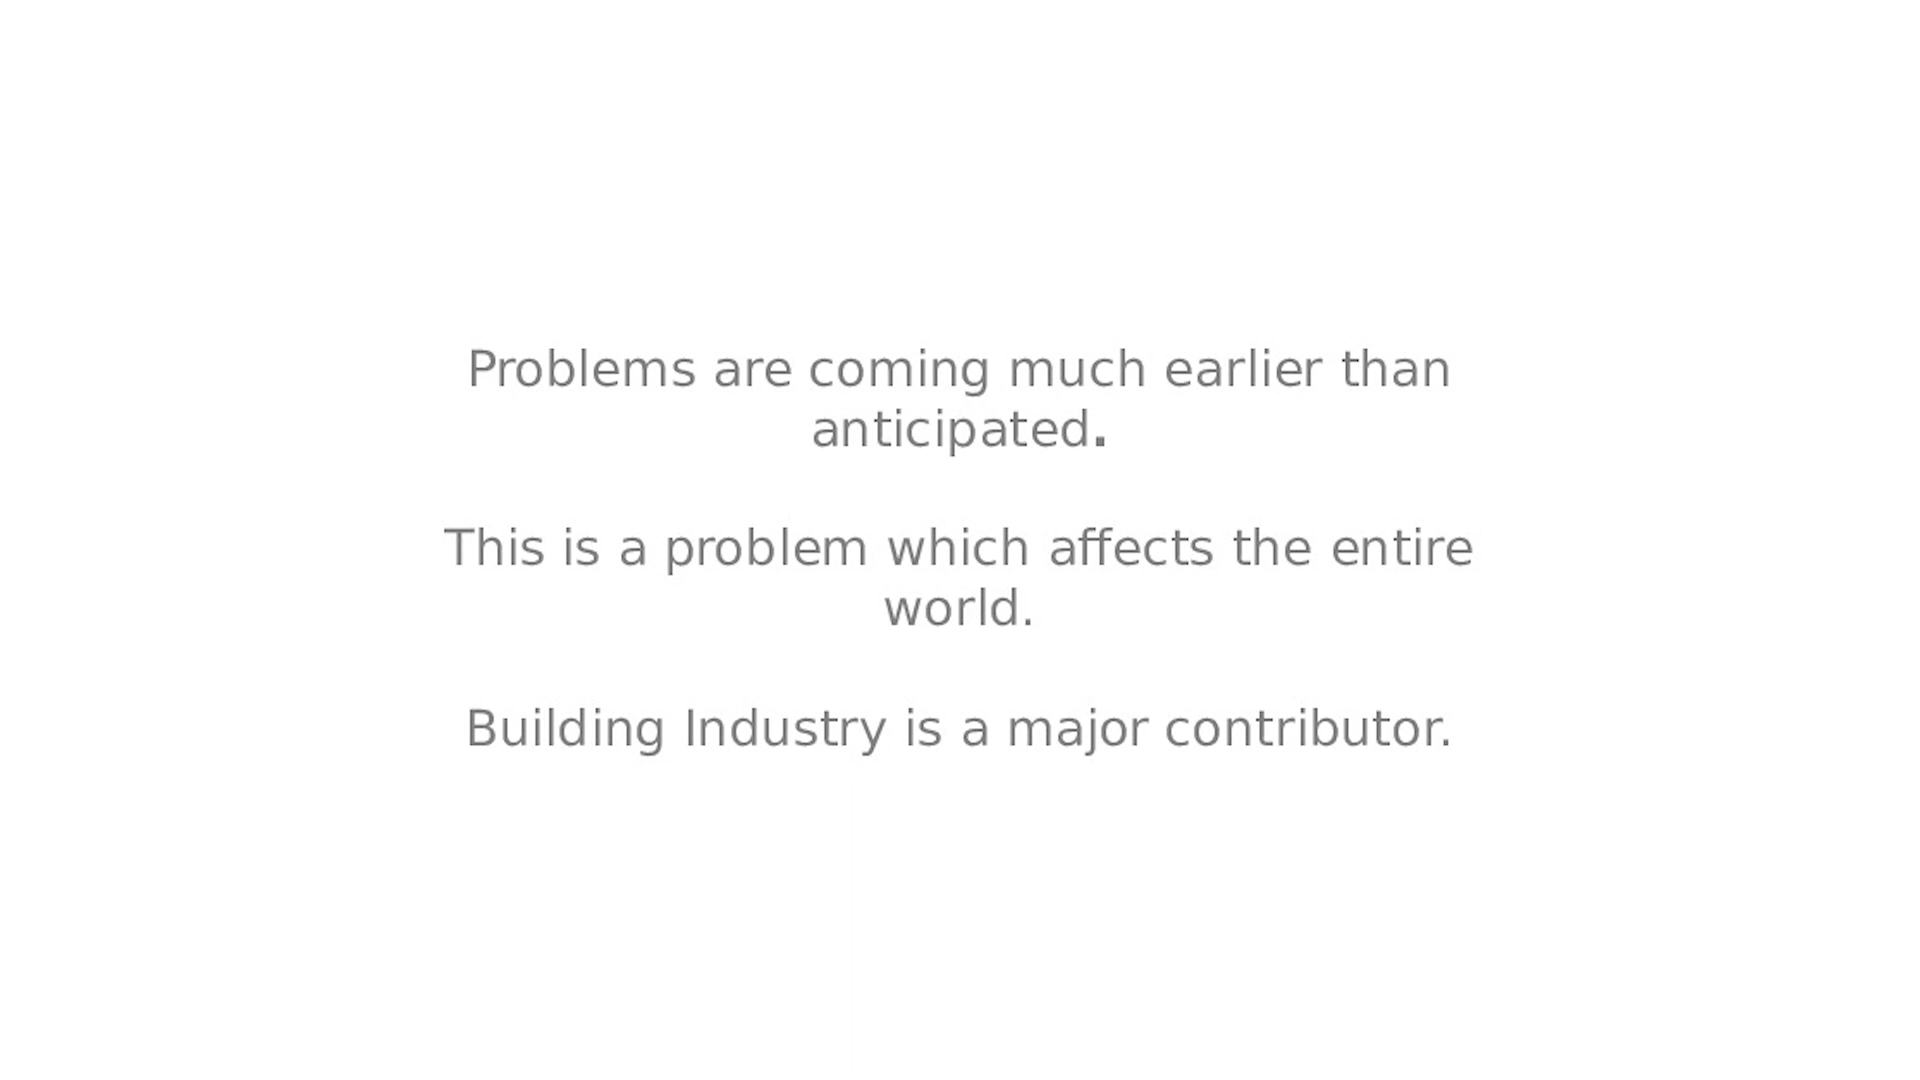 Problems are coming much earlier than
anticipated.
This is a problem which affects the entire
world.
Building Industry is a major contributor.